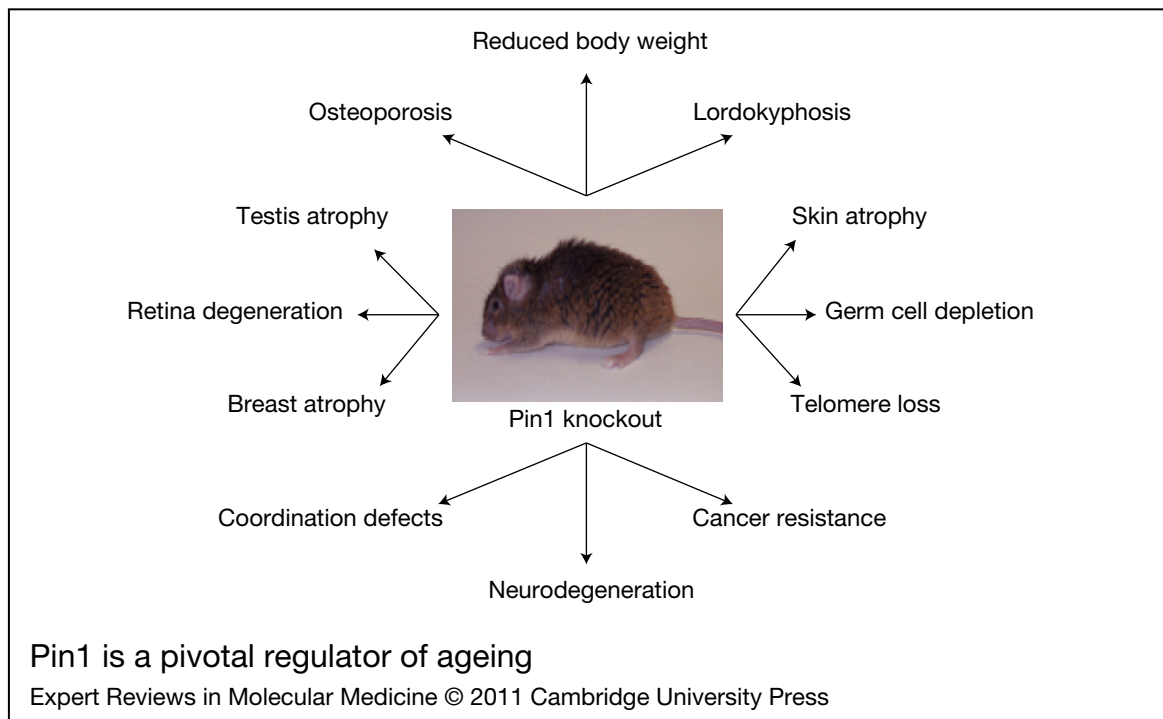 Reduced body weight
Osteoporosis
Lordokyphosis
Testis atrophy
Skin atrophy
Retina degeneration
Germ cell depletion
Breast atrophy
Telomere loss
Pin1 knockout
Coordination defects
Cancer resistance
Neurodegeneration
Pin1 is a pivotal regulator of ageing
Expert Reviews in Molecular Medicine © 2011 Cambridge University Press